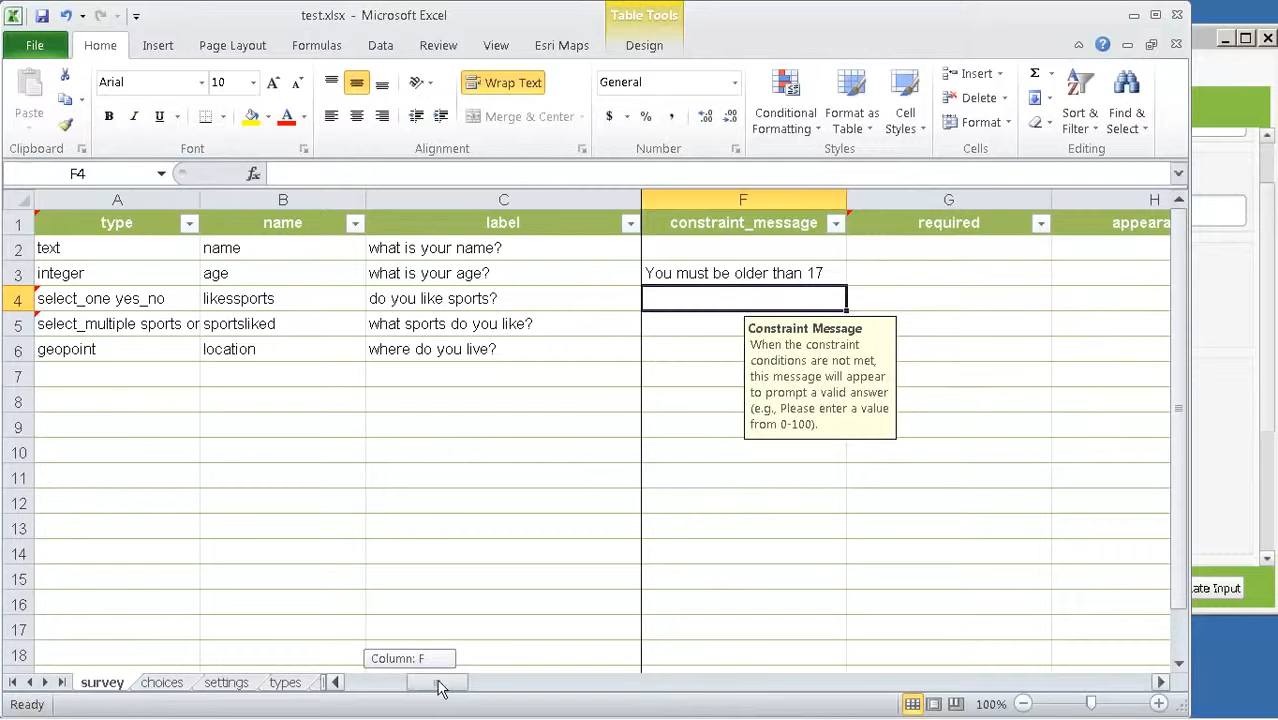 test.xlsx - Microsoft Excel
Table Tools
File Home Insert Page Layout Formulas Data Review View Esri Maps Design
Paste
Clipboard
Arial 10
B I U
A
Font
Wrap Text
Merge & Center
Alignment
General
$ % ,
Number
Conditional Formatting
Format as Table
Cell Styles
Styles
Insert
Delete
Format
Cells
Σ
Sort & Filter
Find & Select
Editing
F4
fx
A B C F G H
1 type name label constraint_message required appeara
2 text name what is your name?
3 integer age what is your age? You must be older than 17
4 select_one yes_no likessports do you like sports?
5 select_multiple sports or sportsliked what sports do you like?
6 geopoint location where do you live?
7
8
9
10
11
12
13
14
15
16
17
18
Constraint Message
When the constraint
conditions are not met,
this message will appear
to prompt a valid answer
(e.g., Please enter a value
from 0-100).
Column: F
survey choices settings types
Ready
100%
ate Input